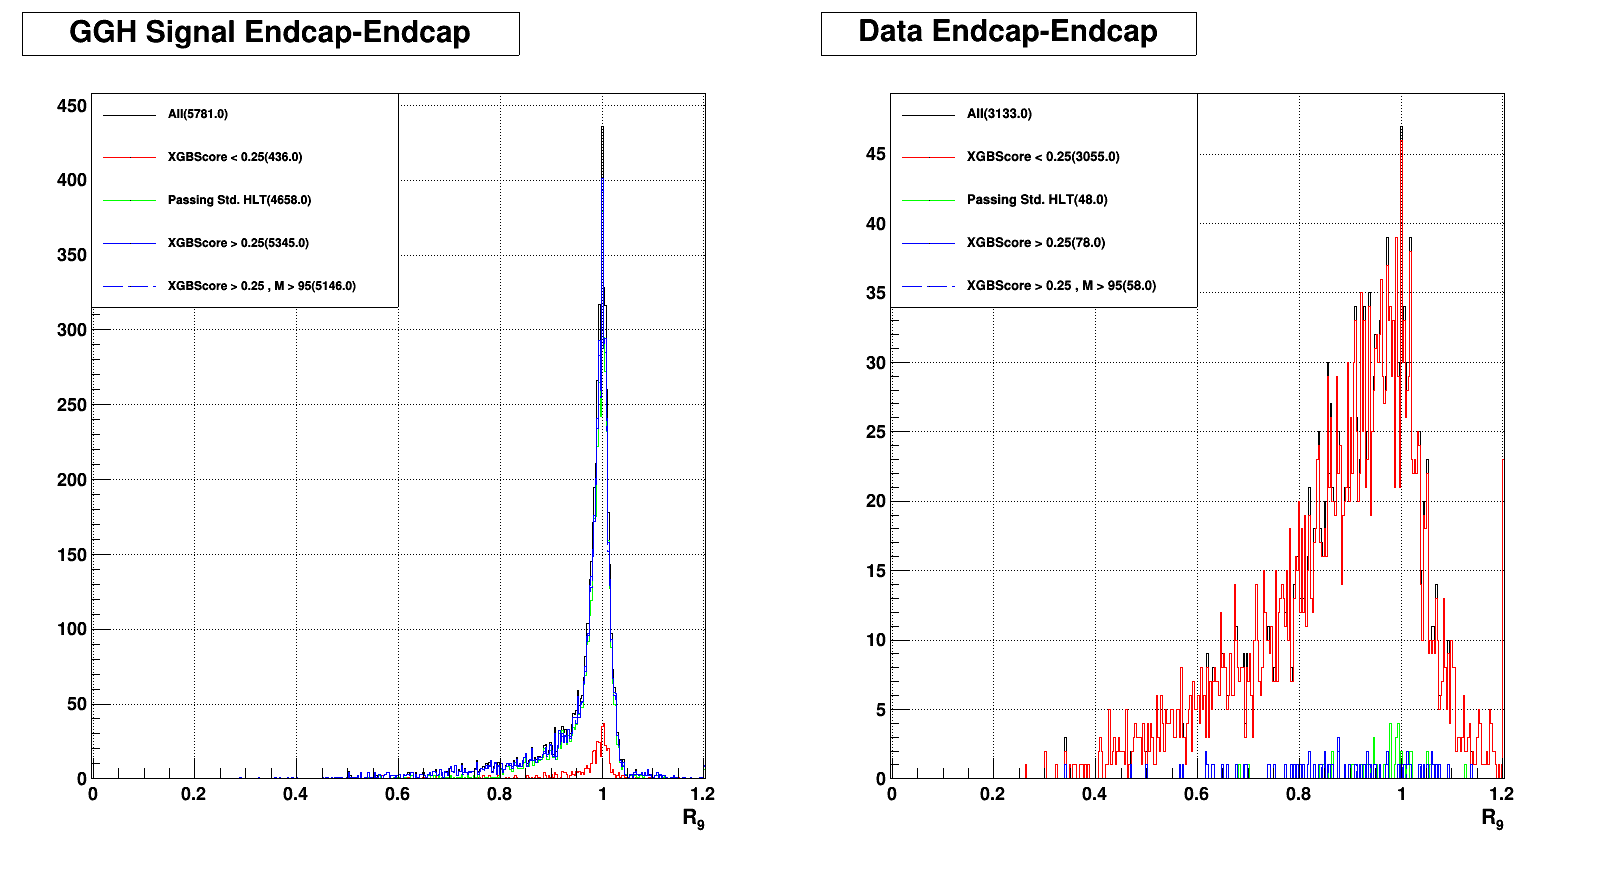 GGH Signal Endcap-Endcap
All(5781.0)
XGBScore < 0.25(436.0)
Passing Std. HLT(4658.0)
XGBScore > 0.25(5345.0)
XGBScore > 0.25 , M > 95(5146.0)
450
400
350
300
250
200
150
100
50
0
0 0.2 0.4 0.6 0.8 1 1.2
R9
Data Endcap-Endcap
All(3133.0)
XGBScore < 0.25(3055.0)
Passing Std. HLT(48.0)
XGBScore > 0.25(78.0)
XGBScore > 0.25 , M > 95(58.0)
45
40
35
30
25
20
15
10
5
0
0 0.2 0.4 0.6 0.8 1 1.2
R9